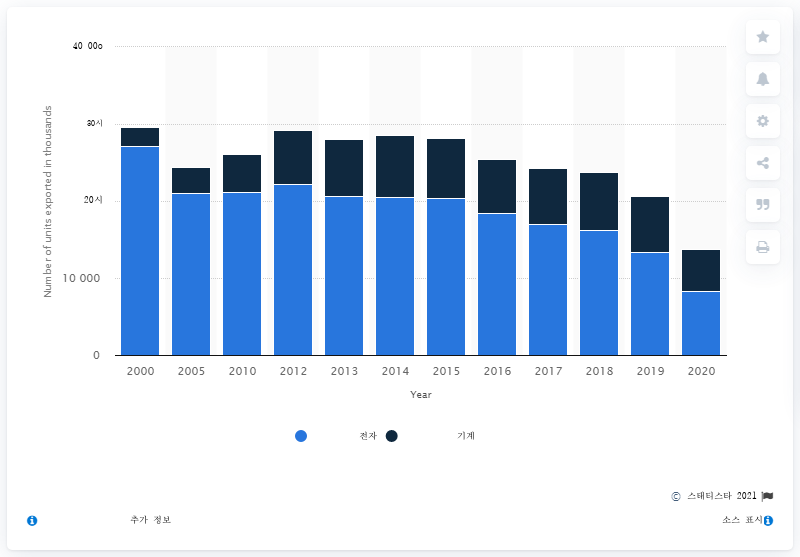 40 00o
30시
20시
10 000
0
Number of units exported in thousands
2000 2005 2010 2012 2013 2014 2015 2016 2017 2018 2019 2020
Year
전자 기계
© 스태티스타 2021
추가 정보 소스 표시